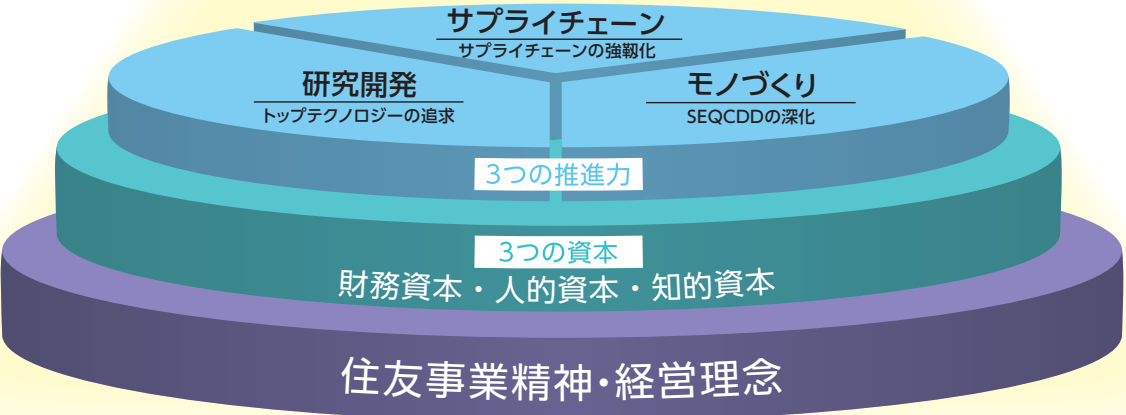 サプライチェーン
サプライチェーンの強靱化
研究開発
トップテクノロジーの追求
モノづくり
SEQCDDの深化
3つの推進力
3つの資本
財務資本・人的資本・知的資本
住友事業精神・経営理念